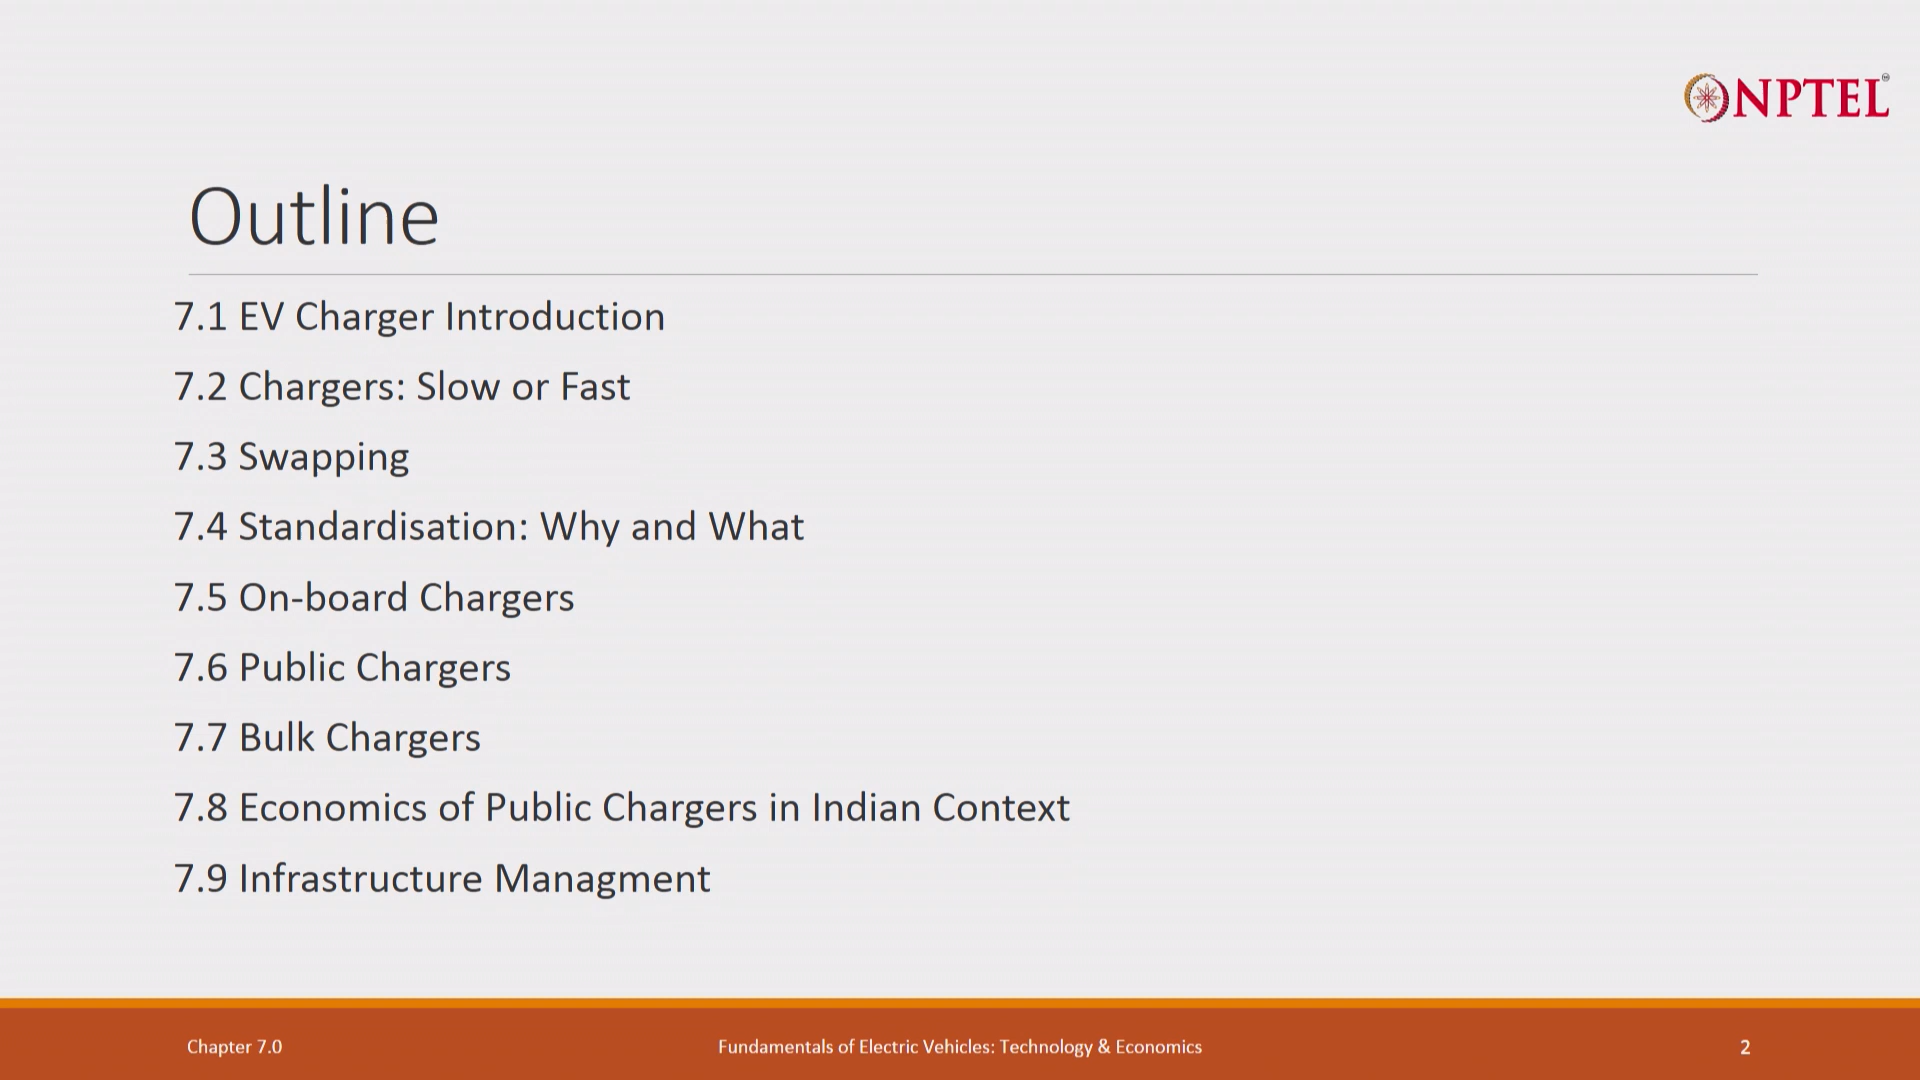 NPTEL
Outline
7.1 EV Charger Introduction
7.2 Chargers: Slow or Fast
7.3 Swapping
7.4 Standardisation: Why and What
7.5 On-board Chargers
7.6 Public Chargers
7.7 Bulk Chargers
7.8 Economics of Public Chargers in Indian Context
7.9 Infrastructure Managment
Chapter 7.0
Fundamentals of Electric Vehicles: Technology & Economics
2